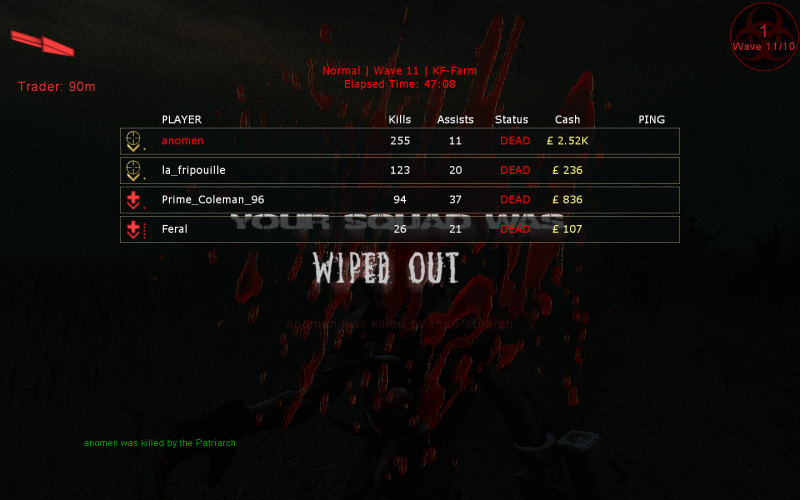 1
Wave 11/10
Trader: 90m
Normal | Wave 11 | KF-Farm
Elapsed Time: 47:08
PLAYER Kills Assists Status Cash PING
anomen 255 11 DEAD £ 2.52K
la_fripouille 123 20 DEAD £ 236
Prime_Coleman_96 94 37 DEAD £ 836
YOUR SQUAD WAS
Feral 26 21 DEAD £ 107
WIPED OUT
anomen was killed by the Patriarch
anomen was killed by the Patriarch